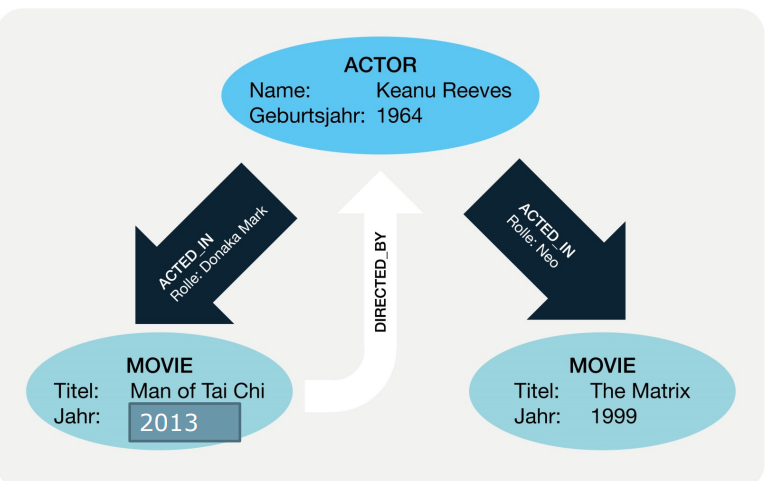 ACTOR
Name: Keanu Reeves
Geburtsjahr: 1964
ACTED_IN
Rolle: Donaka Mark
DIRECTED_BY
ACTED_IN
Rolle: Neo
MOVIE
Titel: Man of Tai Chi
Jahr: 2013
MOVIE
Titel: The Matrix
Jahr: 1999